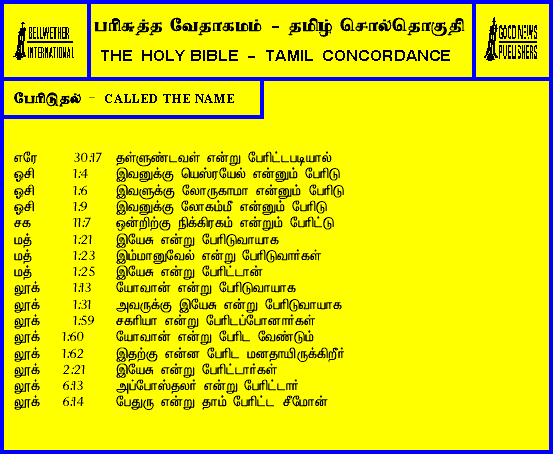 BELLWETHER
INTERNATIONAL
பரிசுத்த வேதாகமம் - தமிழ் சொல்தொகுதி
THE HOLY BIBLE - TAMIL CONCORDANCE
GOOD NEWS
PUBLISHERS
பேரிடுதல் - CALLED THE NAME
எரே 30:17 தள்ளுண்டவள் என்று பேரிட்டபடியால்
ஓசி 1:4 இவனுக்கு யெஸ்ரயேல் என்னும் பேரிடு
ஓசி 1:6 இவளுக்கு லோருகாமா என்னும் பேரிடு
ஓசி 1:9 இவனுக்கு லோகம்மீ என்னும் பேரிடு
சக 11:7 ஒன்றிற்கு நிக்கிரகம் என்றும் பேரிட்டு
மத் 1:21 இயேசு என்று பேரிடுவாயாக
மத் 1:23 இம்மானுவேல் என்று பேரிடுவார்கள்
மத் 1:25 இயேசு என்று பேரிட்டான்
லூக் 1:13 யோவான் என்று பேரிடுவாயாக
லூக் 1:31 அவருக்கு இயேசு என்று பேரிடுவாயாக
லூக் 1:59 சகரியா என்று பேரிடப்போனார்கள்
லூக் 1:60 யோவான் என்று பேரிட வேண்டும்
லூக் 1:62 இதற்கு என்ன பேரிட மனதாயிருக்கிறீர்
லூக் 2:21 இயேசு என்று பேரிட்டார்கள்
லூக் 6:13 அப்போஸ்தலர் என்று பேரிட்டார்
லூக் 6:14 பேதுரு என்று தாம் பேரிட்ட சீமோன்